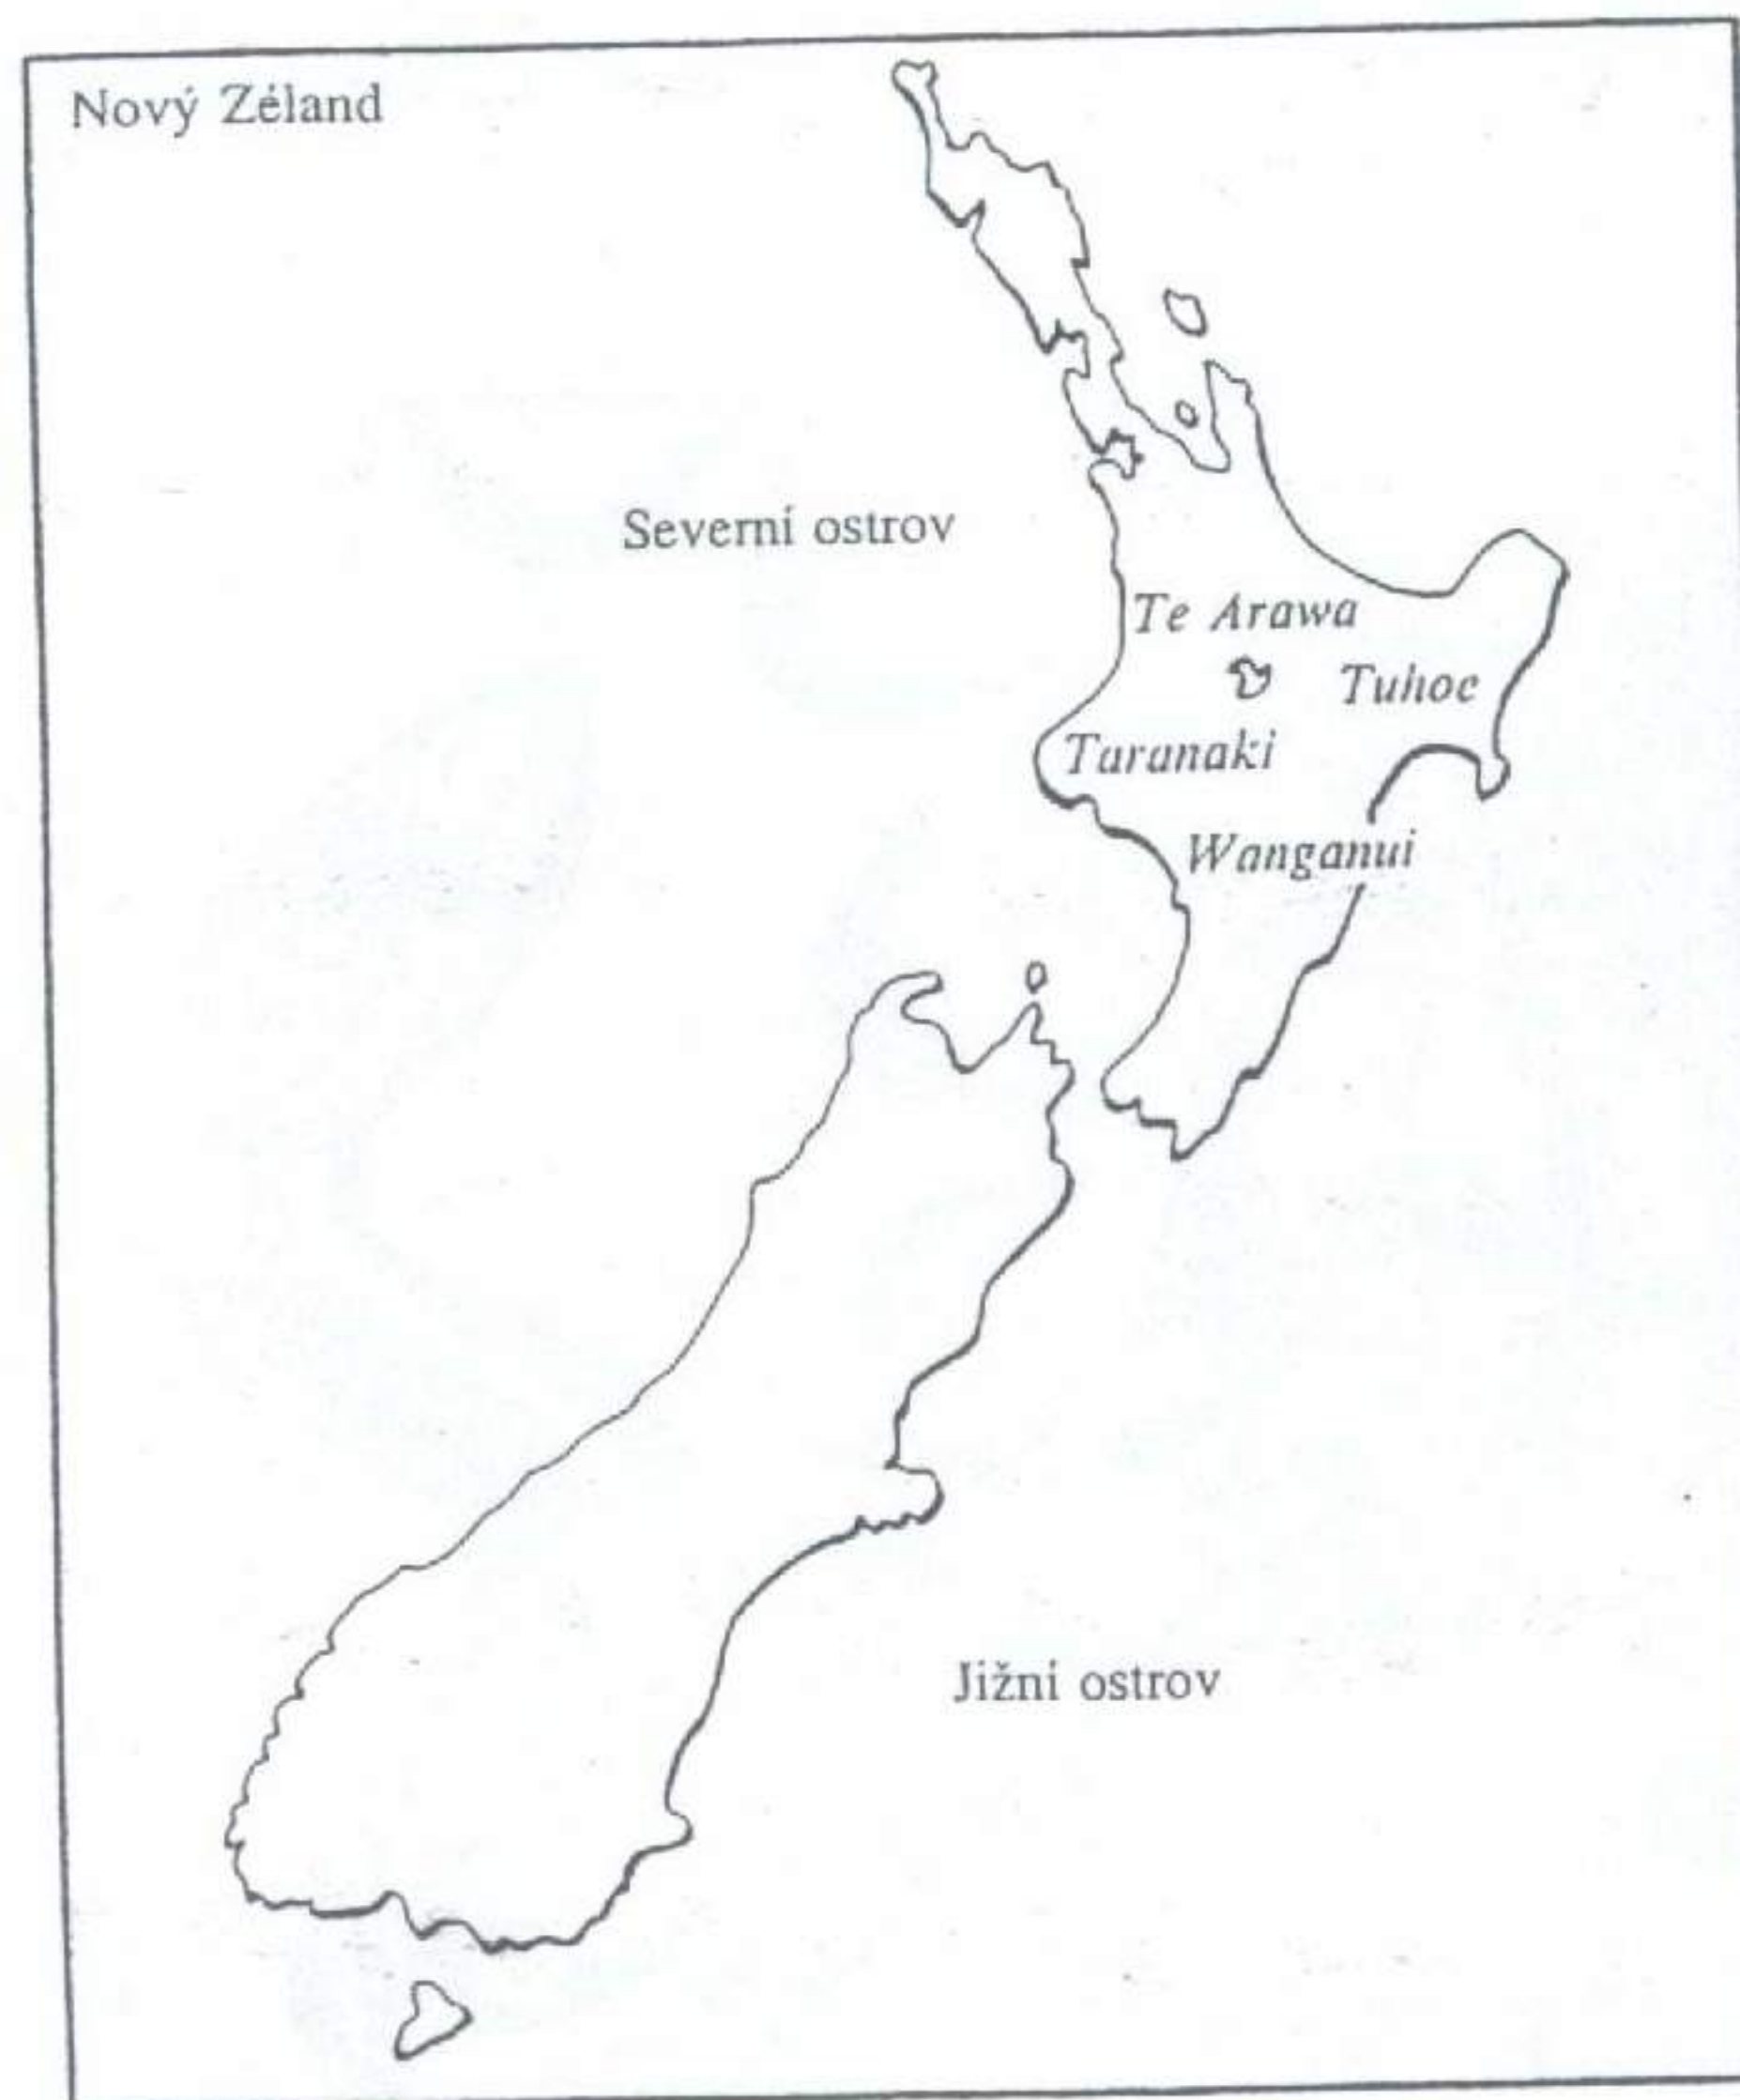 Nový Zéland
Severní ostrov
Te Arawa
Tuhoe
Taranaki
Wanganui
Jižní ostrov